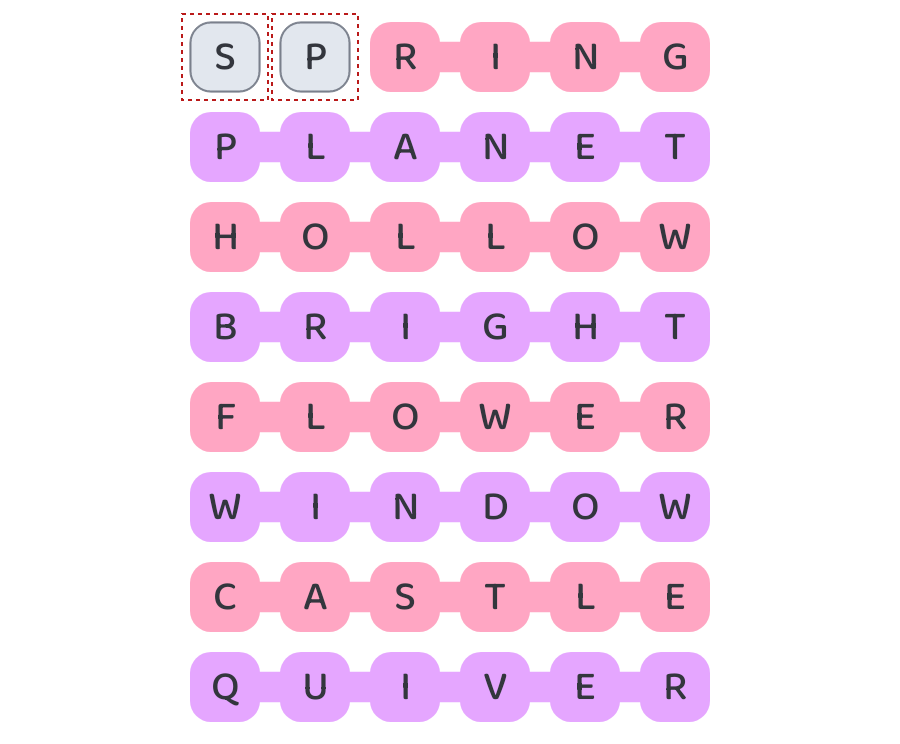 SPRING
PLANET
HOLLOW
BRIGHT
FLOWER
WINDOW
CASTLE
QUIVER